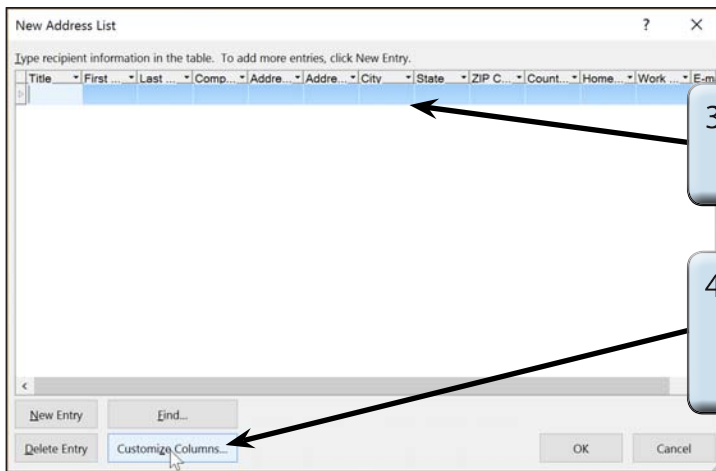 New Address List ? ×
Type recipient information in the table. To add more entries, click New Entry.
Title First ... Last ... Comp... Addre... Addre... City State ZIP C... Count... Home... Work ... E-m
3
4
New Entry Find...
Delete Entry Customize Columns... OK Cancel